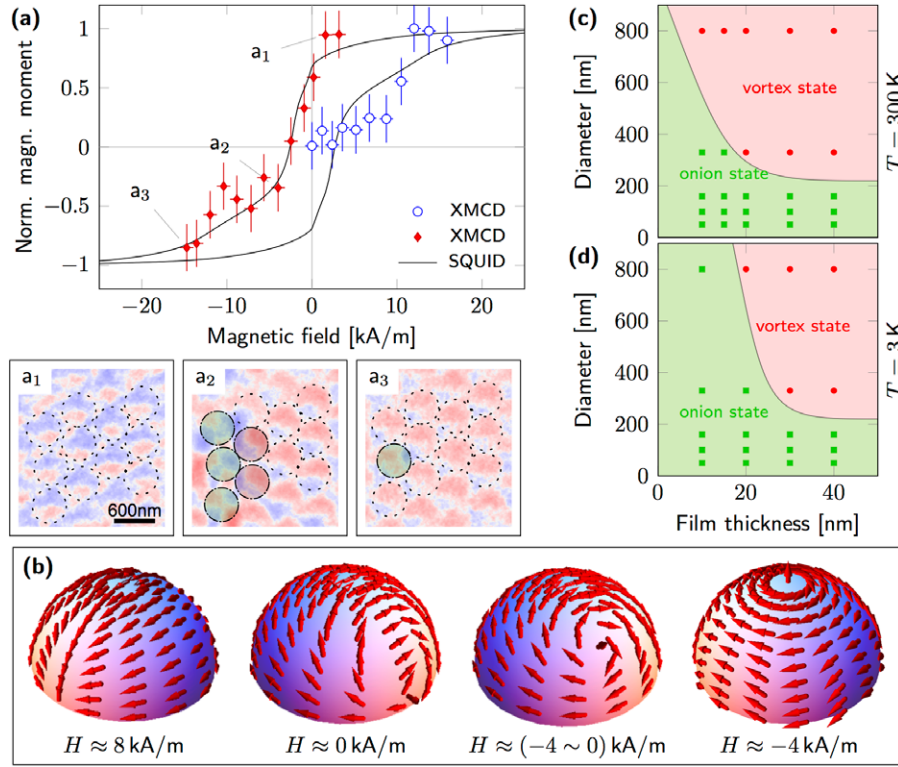 (a)
Norm. magn. moment
1
0.5
0
−0.5
−1
a₁
a₂
a₃
XMCD
XMCD
SQUID
−20
−10
0
10
20
Magnetic field [kA/m]
a₁
600nm
a₂
a₃
(c)
Diameter [nm]
800
600
400
200
0
vortex state
onion state
T = 300 K
(d)
Diameter [nm]
800
600
400
200
0
vortex state
onion state
T = 3 K
0
20
40
Film thickness [nm]
(b)
H ≈ 8 kA/m
H ≈ 0 kA/m
H ≈ (−4 ∼ 0) kA/m
H ≈ −4 kA/m